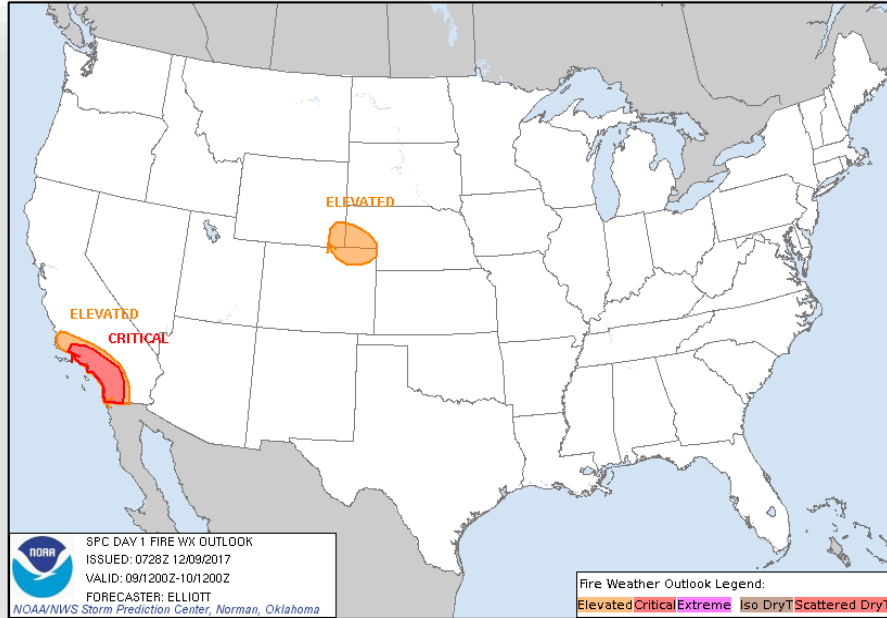 ELEVATED
ELEVATED
CRITICAL
NOAA
SPC DAY 1 FIRE WX OUTLOOK
ISSUED: 0728Z 12/09/2017
VALID: 09/1200Z-10/1200Z
FORECASTER: ELLIOTT
NOAA/NWS Storm Prediction Center, Norman, Oklahoma
Fire Weather Outlook Legend:
Elevated Critical Extreme Iso DryT Scattered DryT